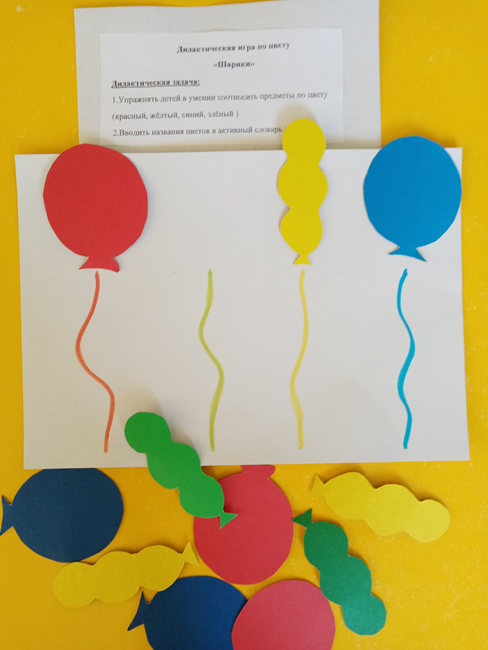 Дидактическая игра по цвету
«Шарики»
Дидактическая задача:
1.Упражнять детей в умении соотносить предметы по цвету
(красный, жёлтый, синий, злёный )
2.Вводить названия цветов в активный словарь